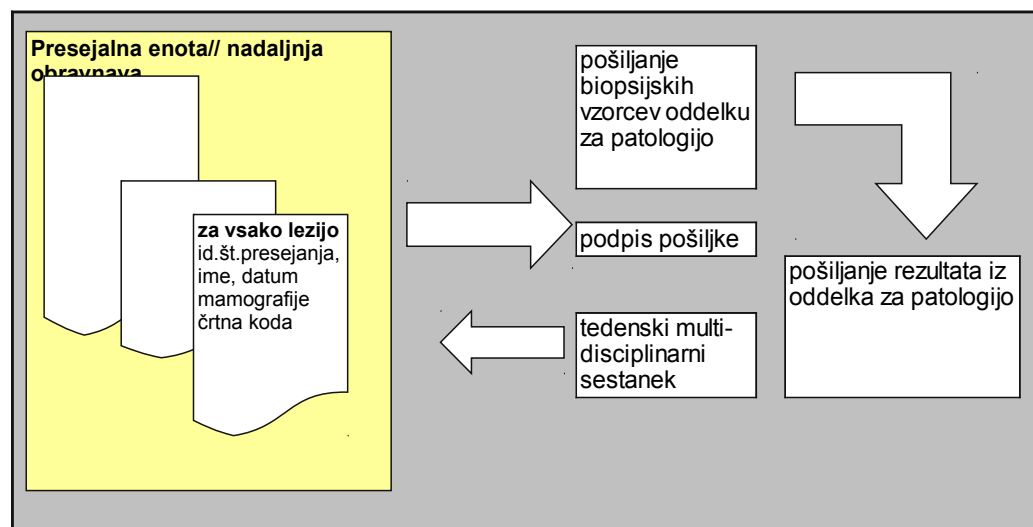 Presejalna enota// nadaljnja
obravnava
za vsako lezijo
id.št.presejanja,
ime, datum
mamografije
črtna koda
pošiljanje
biopsijskih
vzorcev oddelku
za patologijo
podpis pošiljke
tedenski multi-
disciplinarni
sestanek
pošiljanje rezultata iz
oddelka za patologijo